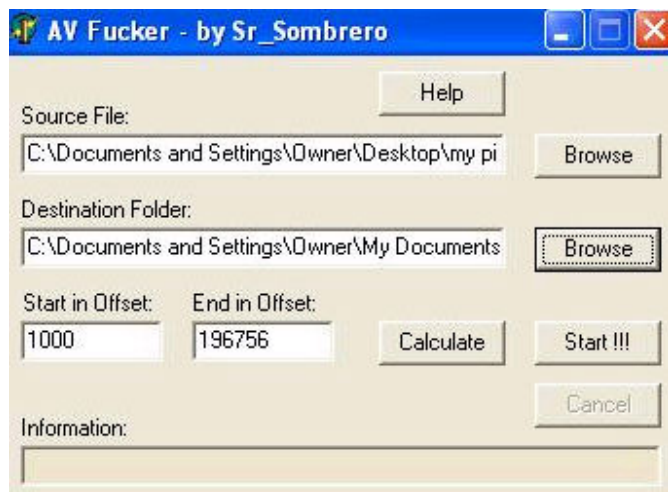 AV Fucker - by Sr_Sombrero
Help
Source File:
C:\Documents and Settings\Owner\Desktop\my pi
Browse
Destination Folder:
C:\Documents and Settings\Owner\My Documents
Browse
Start in Offset: End in Offset:
1000 196756 Calculate Start !!!
Cancel
Information: